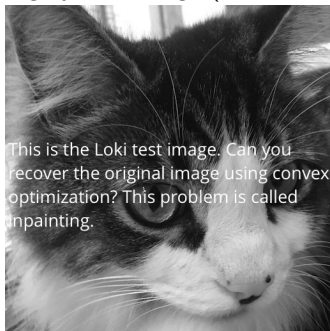 This is the Loki test image. Can you
recover the original image using convex
optimization? This problem is called
inpainting.